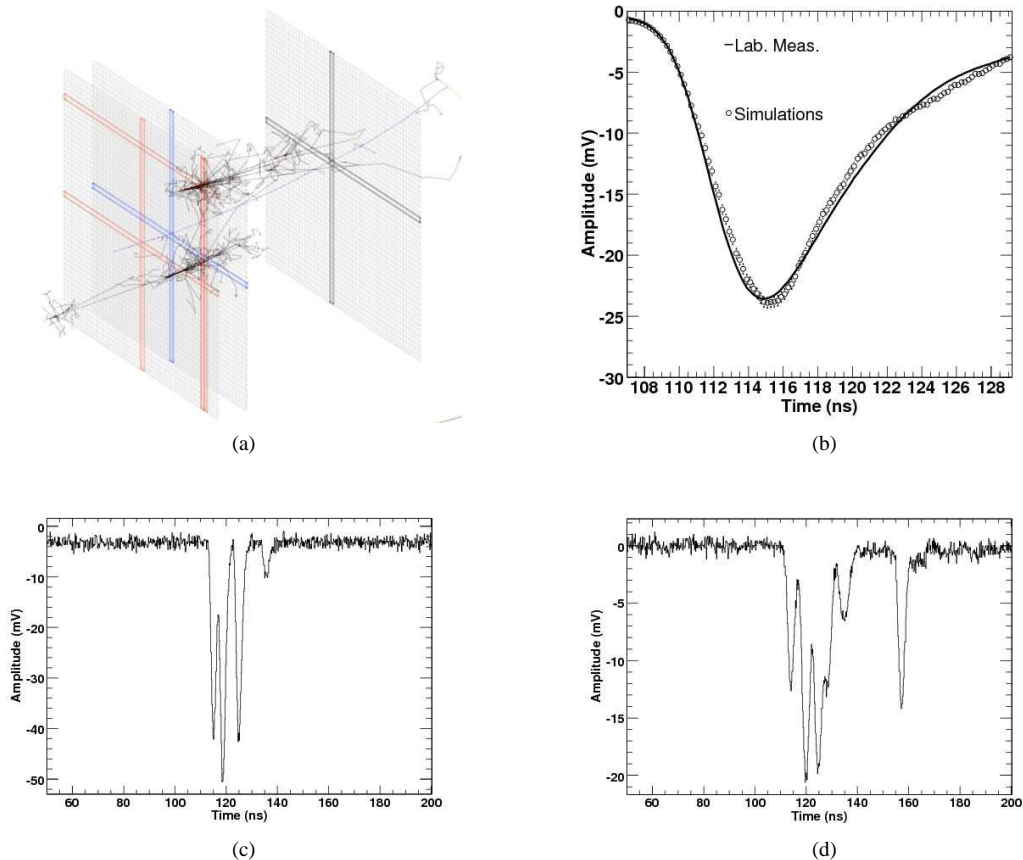 0
-5
-10
-15
-20
-25
-30
Amplitude (mV)
— Lab. Meas.
○ Simulations
108 110 112 114 116 118 120 122 124 126 128
Time (ns)
(a)
(b)
0
-10
-20
-30
-40
-50
Amplitude (mV)
60 80 100 120 140 160 180 200
Time (ns)
0
-5
-10
-15
-20
Amplitude (mV)
60 80 100 120 140 160 180 200
Time (ns)
(c)
(d)